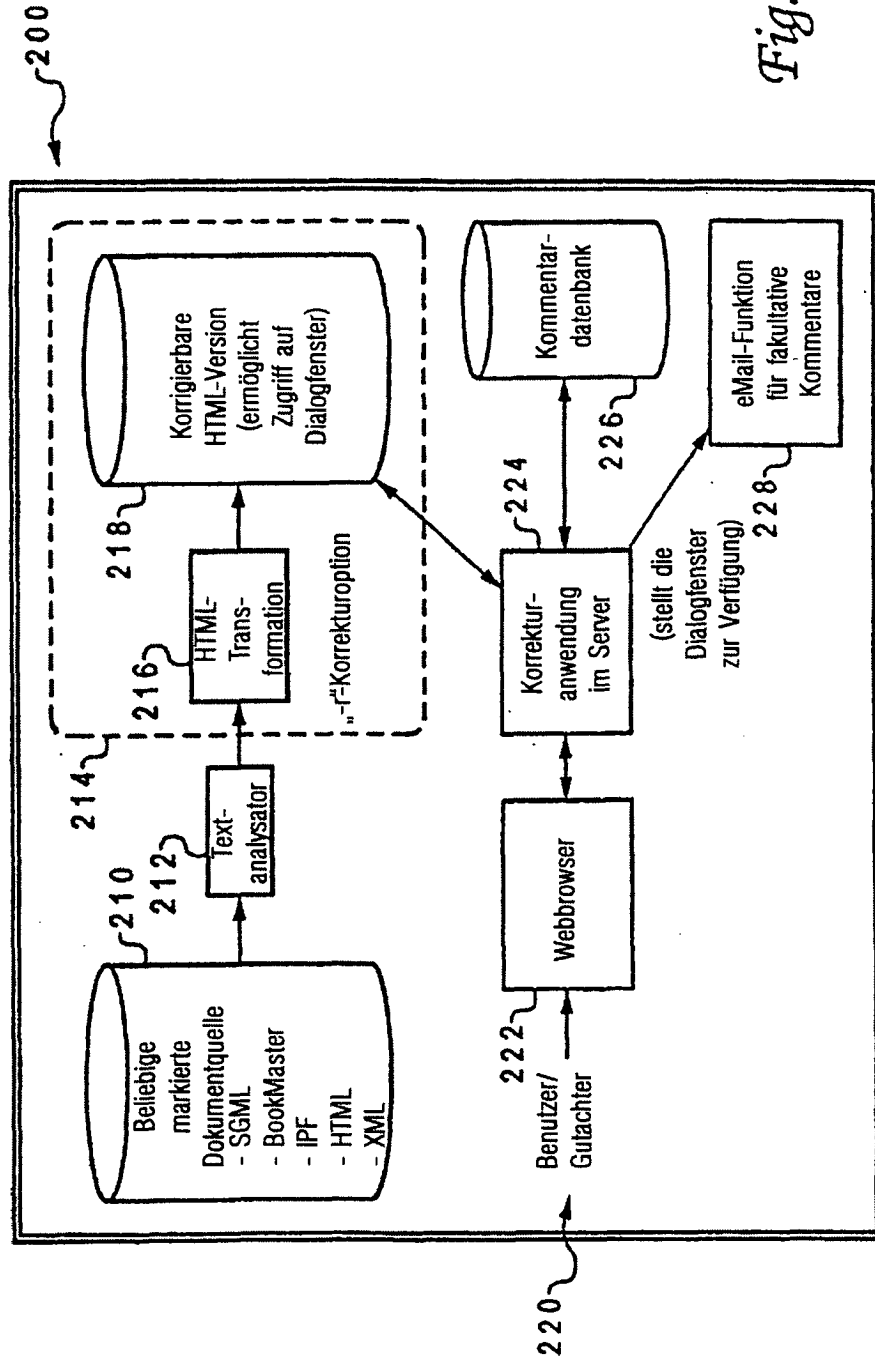 200
Beliebige
markierte
Dokumentquelle
- SGML
- BookMaster
- IPF
- HTML
- XML
210
212
Text-
analysator
214
216
HTML-
Trans-
formation
„-r“-Korrekturoption
218
Korrigierbare
HTML-Version
(ermöglicht
Zugriff auf
Dialogfenster)
220
Benutzer/
Gutachter
222
Webbrowser
224
Korrektur-
anwendung
im Server
(stellt die
Dialogfenster
zur Verfügung)
226
Kommentar-
datenbank
228
eMail-Funktion
für fakultative
Kommentare
Fig.